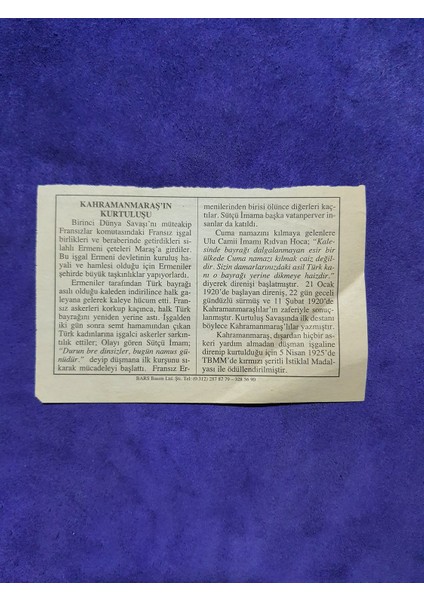 KAHRAMANMARAŞ'IN
KURTULUŞU
Birinci Dünya Savaşı'nı müteakip
Fransızlar komutasındaki Fransız işgal
birlikleri ve beraberinde getirdikleri si-
lahlı Ermeni çeteleri Maraş'a girdiler.
Bu işgal Ermeni devletinin kuruluş ha-
yali ve hamlesi olduğu için Ermeniler
şehirde büyük taşkınlıklar yapıyorlardı.
Ermeniler tarafından Türk bayrağı
asılı olduğu kaleden indirilince halk ga-
leyana gelerek kaleye hücum etti. Fran-
sız askerleri korkup kaçınca, halk Türk
bayrağını yeniden yerine astı. İşgalden
iki gün sonra semt hamamından çıkan
Türk kadınlarına işgalci askerler sarkın-
tılık ettiler; Olayı gören Sütçü İmam;
"Durun bre dinsizler, bugün namus gü-
nüdür." deyip düşmana ilk kurşunu sı-
karak mücadeleyi başlattı. Fransız Er-
menilerinden birisi ölünce diğerleri kaç-
tılar. Sütçü İmama başka vatanperver in-
sanlar da katıldı.
Cuma namazını kılmaya gelenlere
Ulu Camii İmamı Rıdvan Hoca; "Kale-
sinde bayrağı dalgalanmayan esir bir
ülkede Cuma namazı kılmak caiz değil-
dir. Sizin damarlarınızdaki asil Türk ka-
nı o bayrağı yerine dikmeye haizdir."
diyerek direnişi başlatmıştır. 21 Ocak
1920'de başlayan direniş, 22 gün geceli
gündüzlü sürmüş ve 11 Şubat 1920'de
Kahramanmaraşlılar'ın zaferiyle sonuç-
lanmıştır. Kurtuluş Savaşında ilk destanı
böylece Kahramanmaraş'lılar yazmıştır.
Kahramanmaraş, dışardan hiçbir as-
keri yardım almadan düşman işgaline
direnip kurtulduğu için 5 Nisan 1925'de
TBMM'de kırmızı şeritli İstiklal Madal-
yası ile ödüllendirilmiştir.